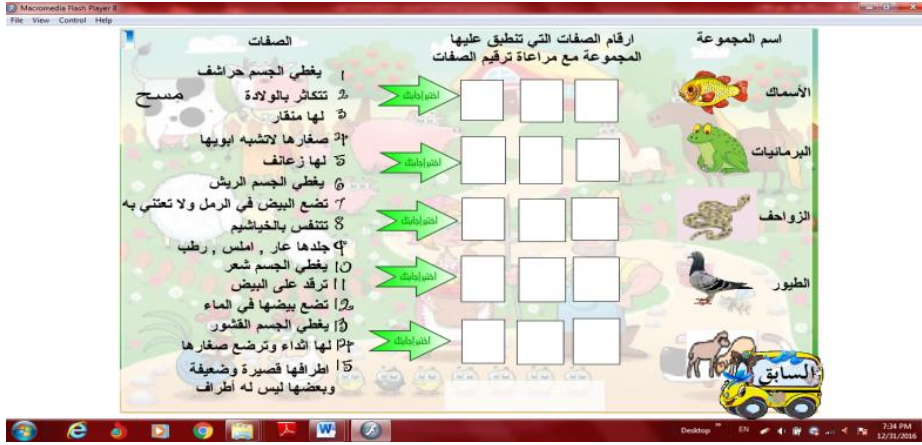 Macromedia Flash Player 8
File View Control Help
اسم المجموعة
ارقام الصفات التي تنطبق عليها
المجموعة مع مراعاة ترقيم الصفات
الصفات
الأسماك
البرمائيات
الزواحف
الطيور
السابق
اختبر إجابتك
اختبر إجابتك
اختبر إجابتك
اختبر إجابتك
اختبر إجابتك
1 يغطي الجسم حراشف
2 تتكاثر بالولادة
3 لها منقار
4 صغارها لاتشبه ابويها
5 لها زعانف
6 يغطي الجسم الريش
7 تضع البيض في الرمل ولا تعتني به
8 تتنفس بالخياشيم
9 جلدها عار , املس , رطب
10 يغطي الجسم شعر
11 ترقد على البيض
12 تضع بيضها في الماء
13 يغطي الجسم القشور
14 لها اثداء وترضع صغارها
15 اطرافها قصيرة وضعيفة
وبعضها ليس له أطراف
مسح
Desktop
EN
7:34 PM
12/31/2016